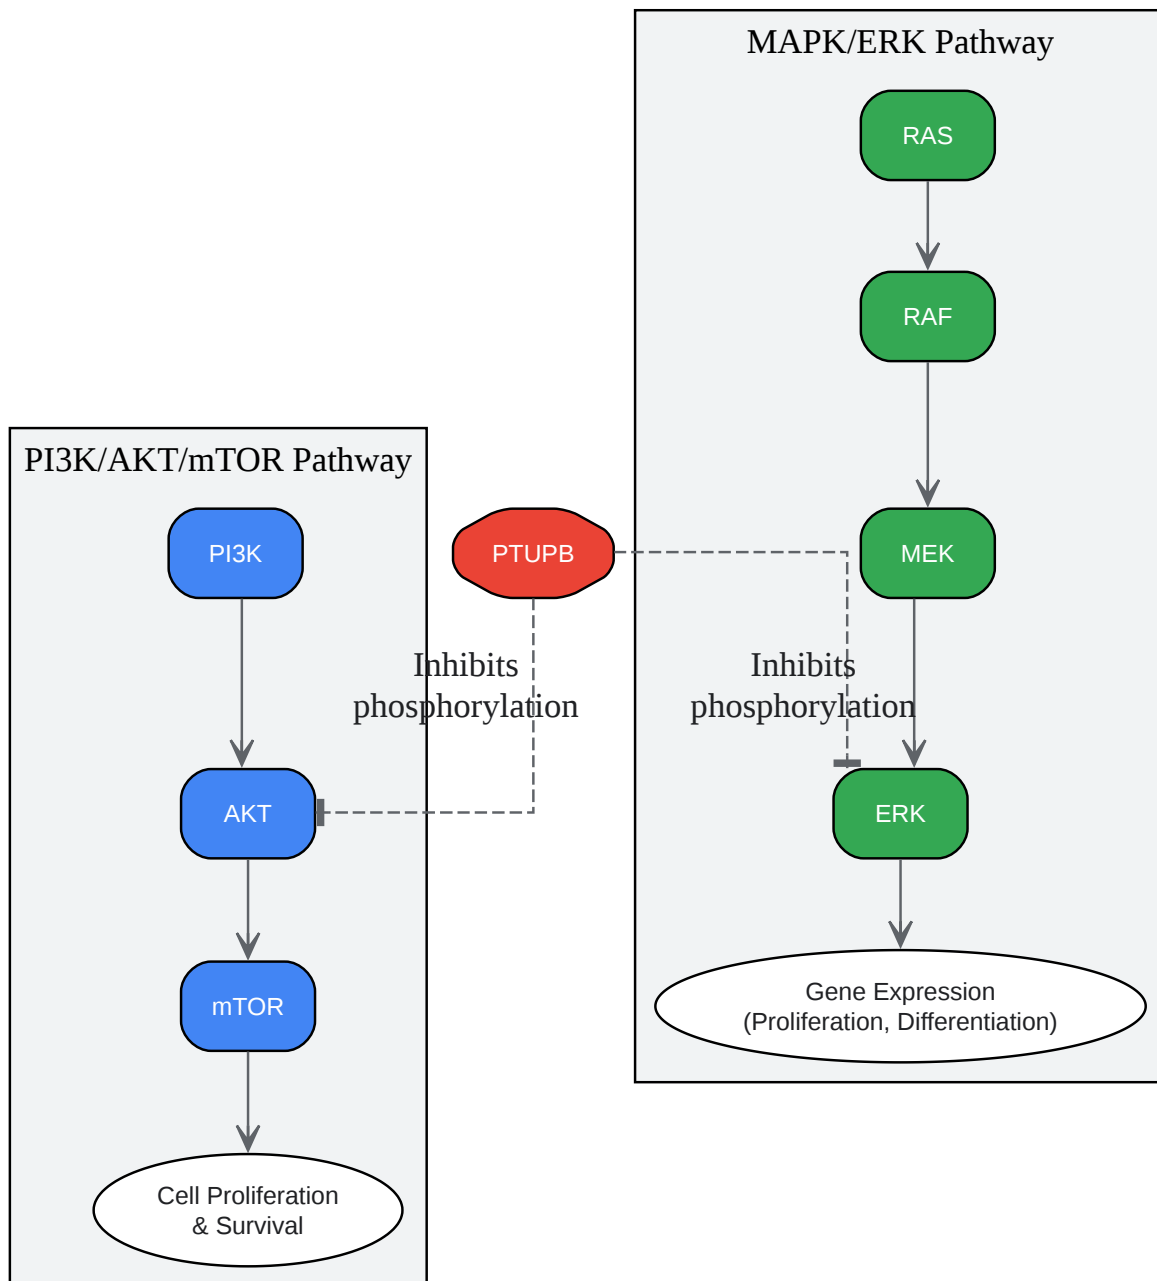 MAPK/ERK Pathway
RAS
RAF
PI3K/AKT/mTOR Pathway
PI3K
PTUPB
MEK
Inhibits
phosphorylation
Inhibits
phosphorylation
AKT
ERK
mTOR
Gene Expression
(Proliferation, Differentiation)
Cell Proliferation
& Survival